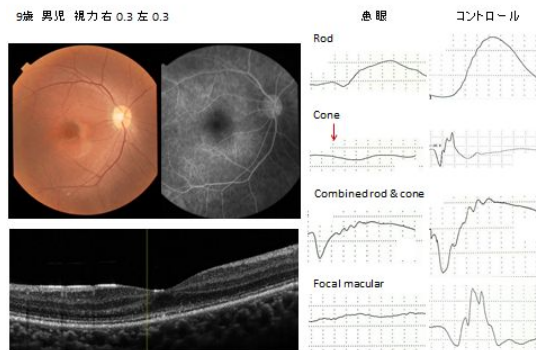 9歳 男児 視力右 0.3 左 0.3
患眼
コントロール
Rod
Cone
Combined rod & cone
Focal macular